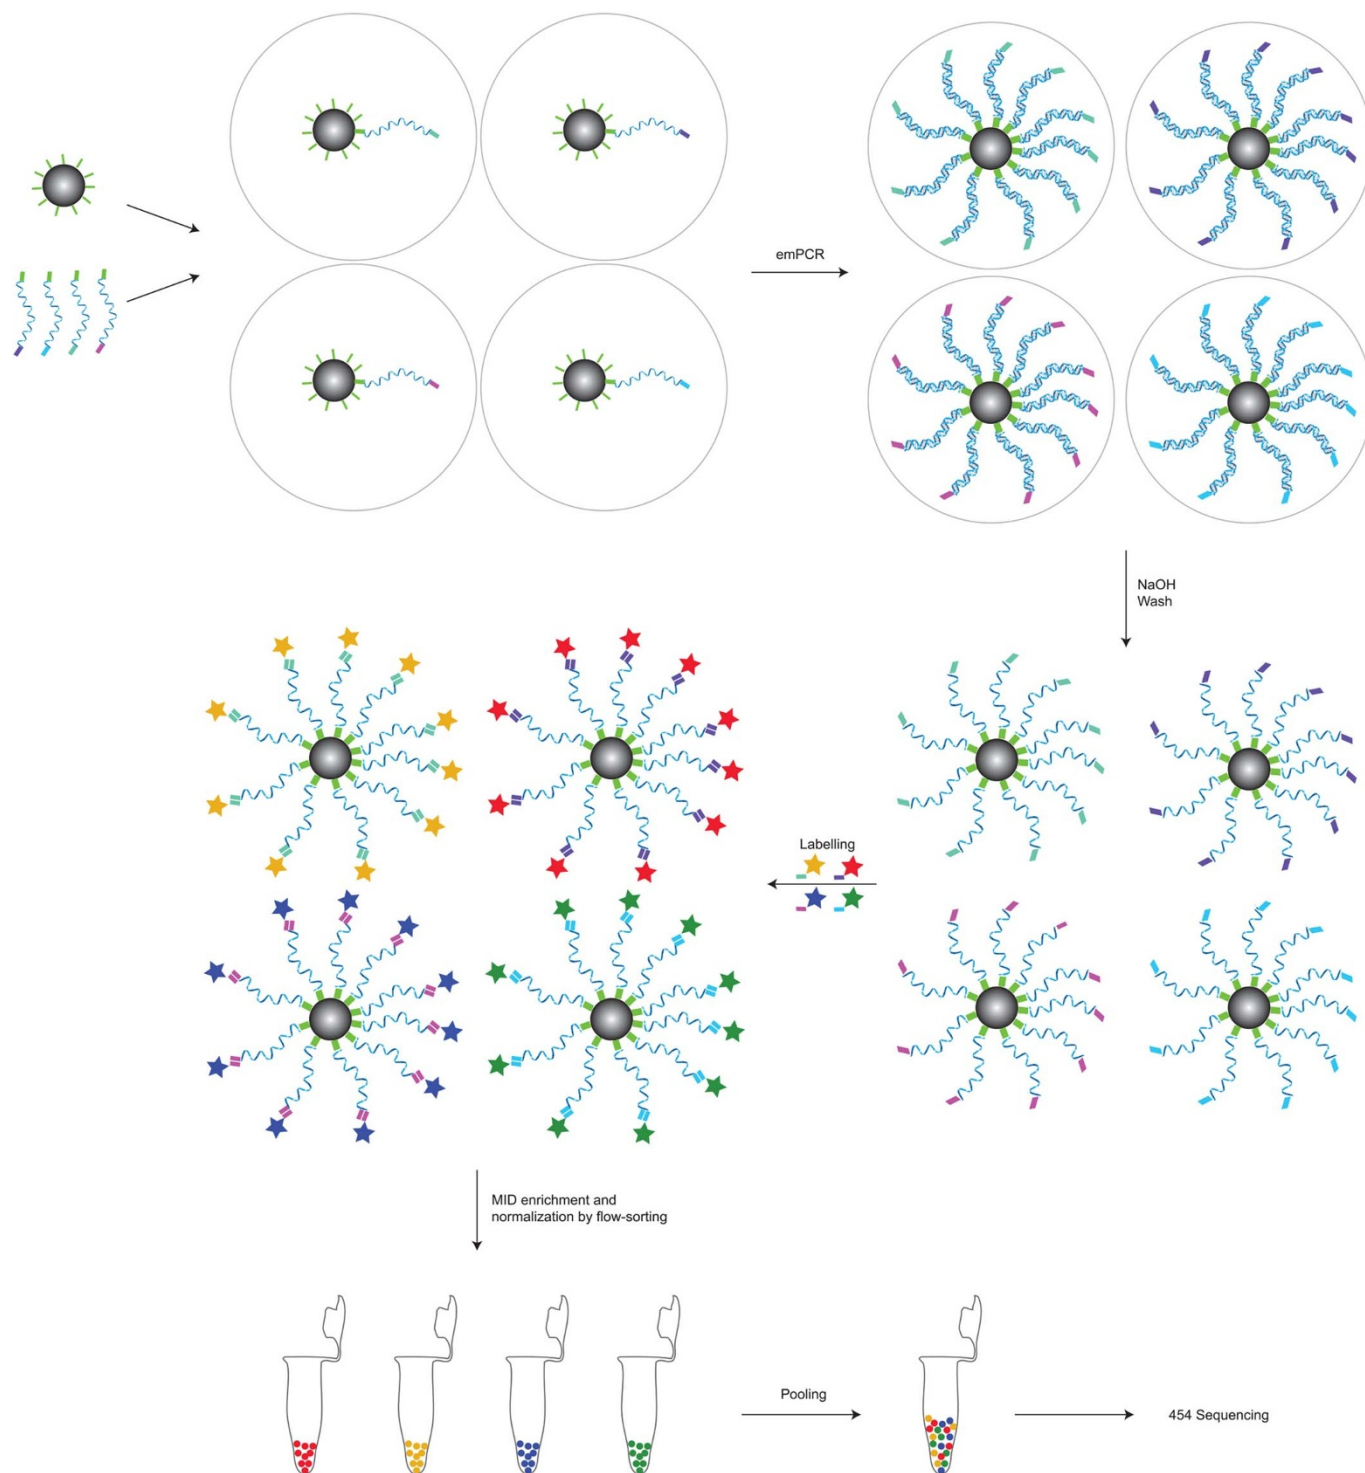 emPCR
NaOH
Wash
Labelling
MID enrichment and
normalization by flow-sorting
Pooling
454 Sequencing